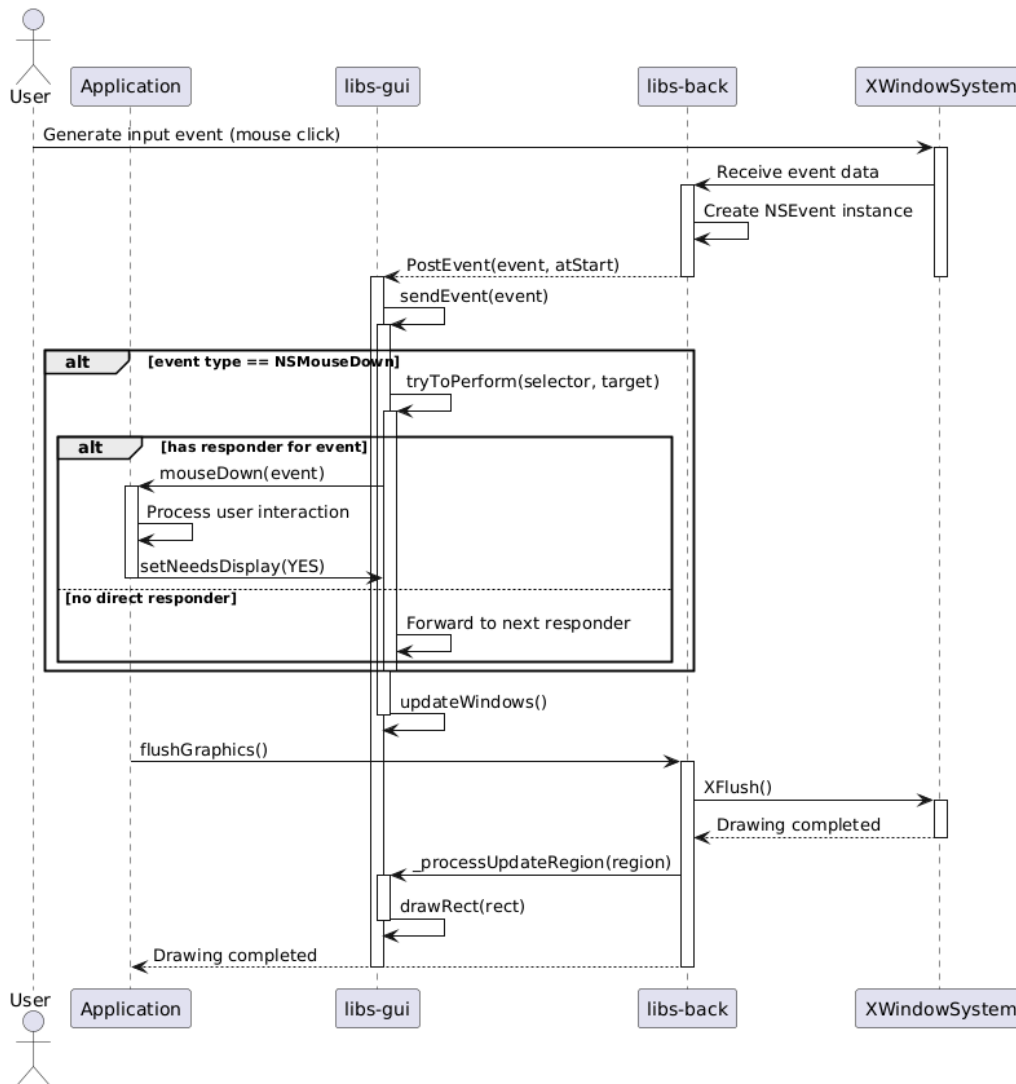 User
Application
libs-gui
libs-back
XWindowSystem
Generate input event (mouse click)
Receive event data
Create NSEvent instance
PostEvent(event, atStart)
sendEvent(event)
alt
[event type == NSMouseDown]
tryToPerform(selector, target)
alt
[has responder for event]
mouseDown(event)
Process user interaction
setNeedsDisplay(YES)
[no direct responder]
Forward to next responder
updateWindows()
flushGraphics()
XFlush()
Drawing completed
_processUpdateRegion(region)
drawRect(rect)
Drawing completed
User
Application
libs-gui
libs-back
XWindowSystem